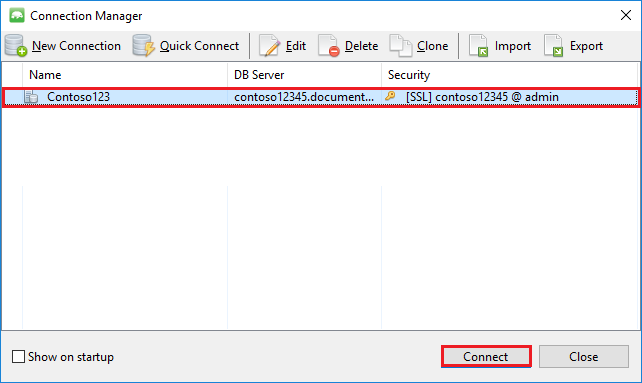 Connection Manager
New Connection Quick Connect Edit Delete Clone Import Export
Name DB Server Security
Contoso123 contoso12345.document... [SSL] contoso12345 @ admin
Show on startup Connect Close